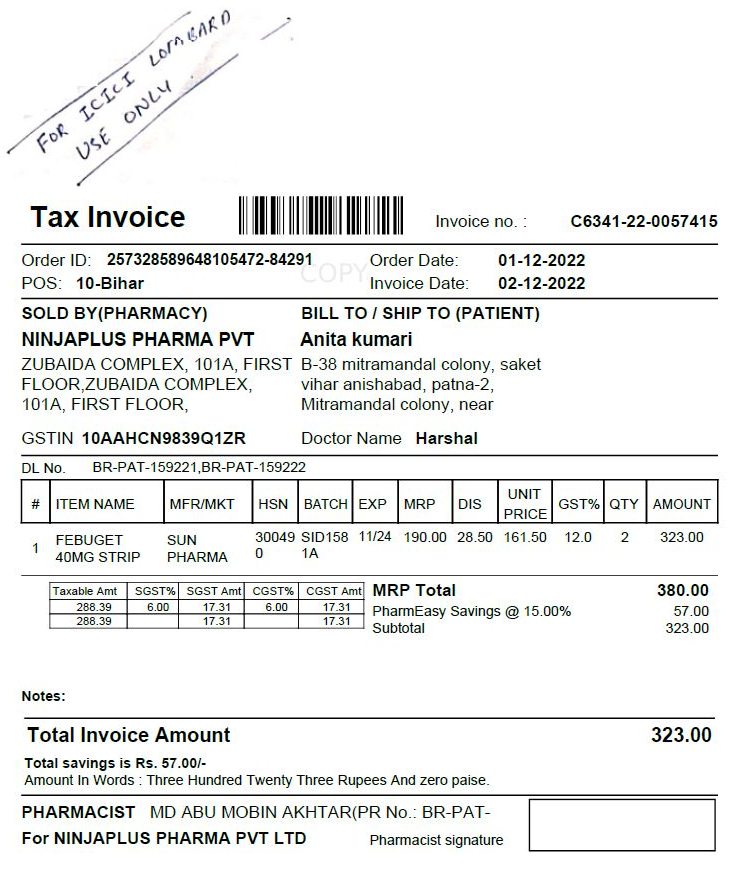 FOR ICICI LOMBARD
USE ONLY
Tax Invoice
Invoice no. : C6341-22-0057415
Order ID: 257328589648105472-84291
Order Date: 01-12-2022
COPY
POS: 10-Bihar
Invoice Date: 02-12-2022
SOLD BY(PHARMACY)
NINJAPLUS PHARMA PVT
ZUBAIDA COMPLEX, 101A, FIRST
FLOOR,ZUBAIDA COMPLEX,
101A, FIRST FLOOR,
GSTIN 10AAHCN9839Q1ZR
BILL TO / SHIP TO (PATIENT)
Anita kumari
B-38 mitramandal colony, saket
vihar anishabad, patna-2,
Mitramandal colony, near
Doctor Name Harshal
DL No. BR-PAT-159221,BR-PAT-159222
# ITEM NAME MFR/MKT HSN BATCH EXP MRP DIS UNIT PRICE GST% QTY AMOUNT
1 FEBUGET 40MG STRIP SUN PHARMA 300490 SID1581A 11/24 190.00 28.50 161.50 12.0 2 323.00
Taxable Amt SGST% SGST Amt CGST% CGST Amt
288.39 6.00 17.31 6.00 17.31
288.39 17.31 17.31
MRP Total 380.00
PharmEasy Savings @ 15.00% 57.00
Subtotal 323.00
Notes:
Total Invoice Amount 323.00
Total savings is Rs. 57.00/-
Amount In Words : Three Hundred Twenty Three Rupees And zero paise.
PHARMACIST MD ABU MOBIN AKHTAR(PR No.: BR-PAT-
For NINJAPLUS PHARMA PVT LTD
Pharmacist signature